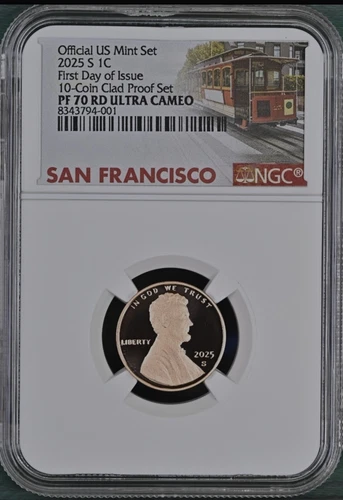 Official US Mint Set
2025 S 1C
First Day of Issue
10-Coin Clad Proof Set
PF 70 RD ULTRA CAMEO
8343794-001
SAN FRANCISCO
NGC®
IN GOD WE TRUST
LIBERTY
2025
S